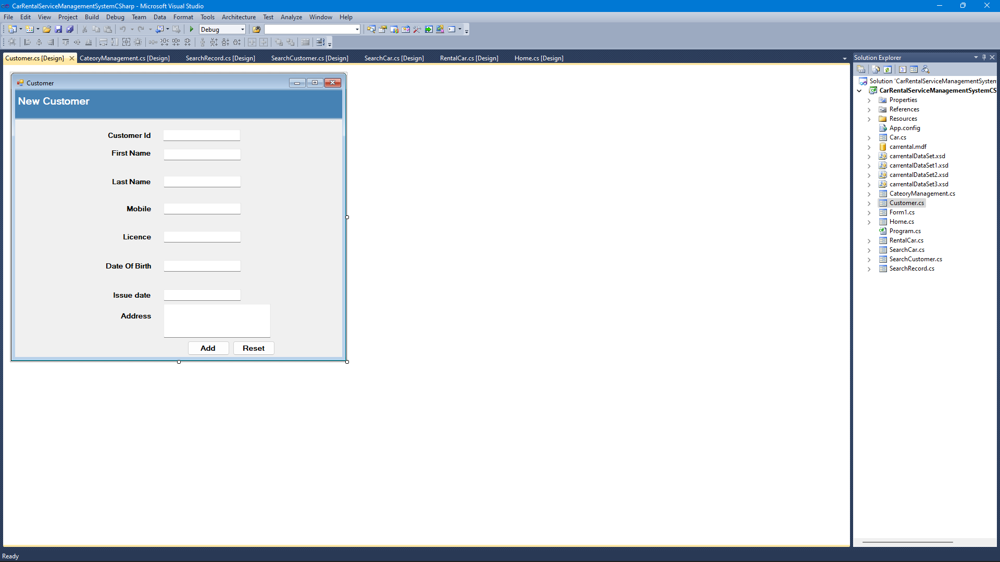 CarRentalServiceManagementSystemCSharp - Microsoft Visual Studio
File Edit View Project Build Debug Team Data Format Tools Architecture Test Analyze Window Help
Debug
Customer.cs [Design] CateoryManagement.cs [Design] SearchRecord.cs [Design] SearchCustomer.cs [Design] SearchCar.cs [Design] RentalCar.cs [Design] Home.cs [Design]
Customer
New Customer
Customer Id
First Name
Last Name
Mobile
Licence
Date Of Birth
Issue date
Address
Add Reset
Solution Explorer
Solution 'CarRentalServiceManagementSystem
CarRentalServiceManagementSystemCS
Properties
References
Resources
App.config
Car.cs
carrental.mdf
carrentalDataSet.xsd
carrentalDataSet1.xsd
carrentalDataSet2.xsd
carrentalDataSet3.xsd
CateoryManagement.cs
Customer.cs
Form1.cs
Home.cs
Program.cs
RentalCar.cs
SearchCar.cs
SearchCustomer.cs
SearchRecord.cs
Ready